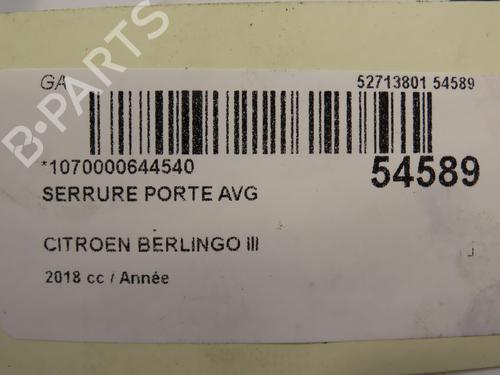 B-PARTS
GA
52713801 54589
*1070000644540
54589
SERRURE PORTE AVG
CITROEN BERLINGO III
2018 cc / Année